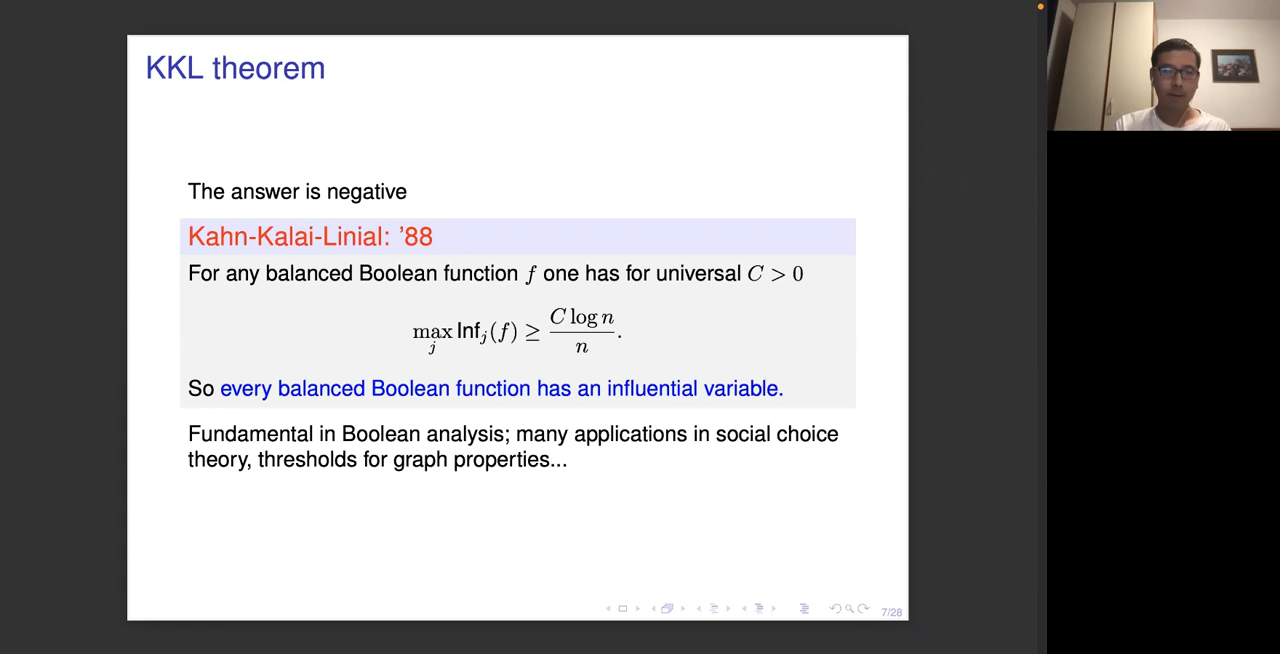 KKL theorem
The answer is negative
Kahn-Kalai-Linial: ’88
For any balanced Boolean function f one has for universal C > 0
max_j Inf_j(f) ≥ C log n / n.
So every balanced Boolean function has an influential variable.
Fundamental in Boolean analysis; many applications in social choice
theory, thresholds for graph properties...
7/28